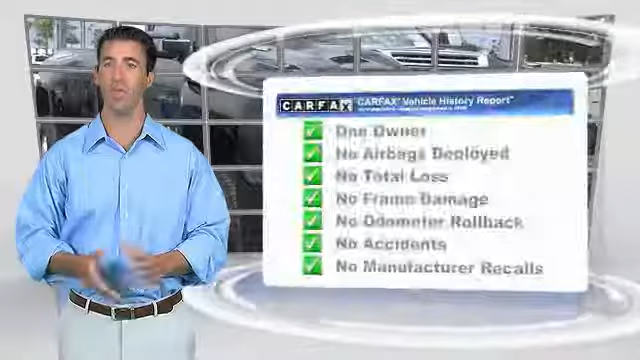 CARFAX CARFAX Vehicle History Report™
One Owner
No Airbags Deployed
No Total Loss
No Frame Damage
No Odometer Rollback
No Accidents
No Manufacturer Recalls